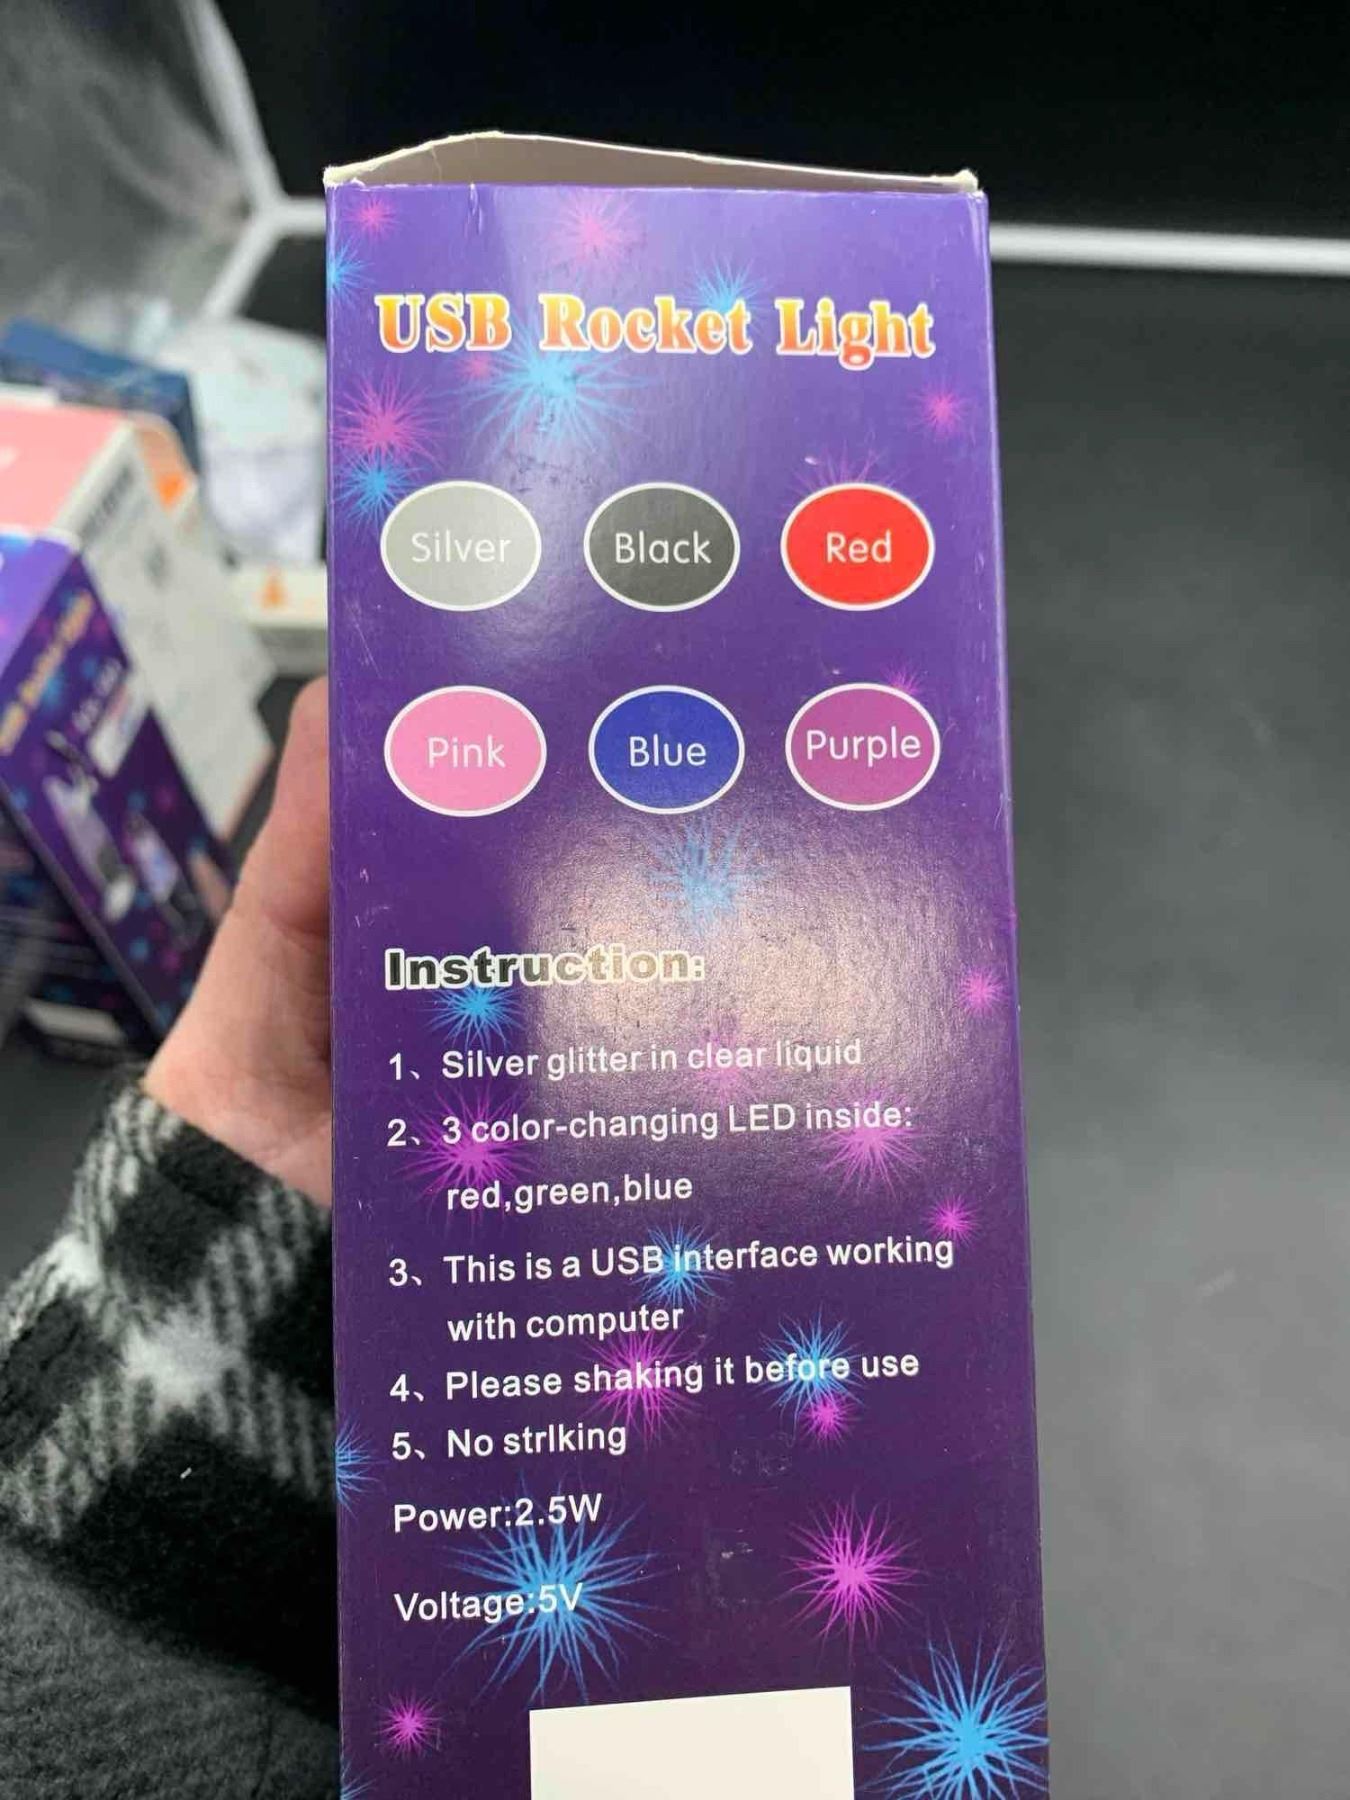 USB Rocket Light
Silver Black Red
Pink Blue Purple
Instruction:
1、Silver glitter in clear liquid
2、3 color-changing LED inside:
red,green,blue
3、This is a USB interface working
with computer
4、Please shaking it before use
5、No strlking
Power:2.5W
Voltage:5V